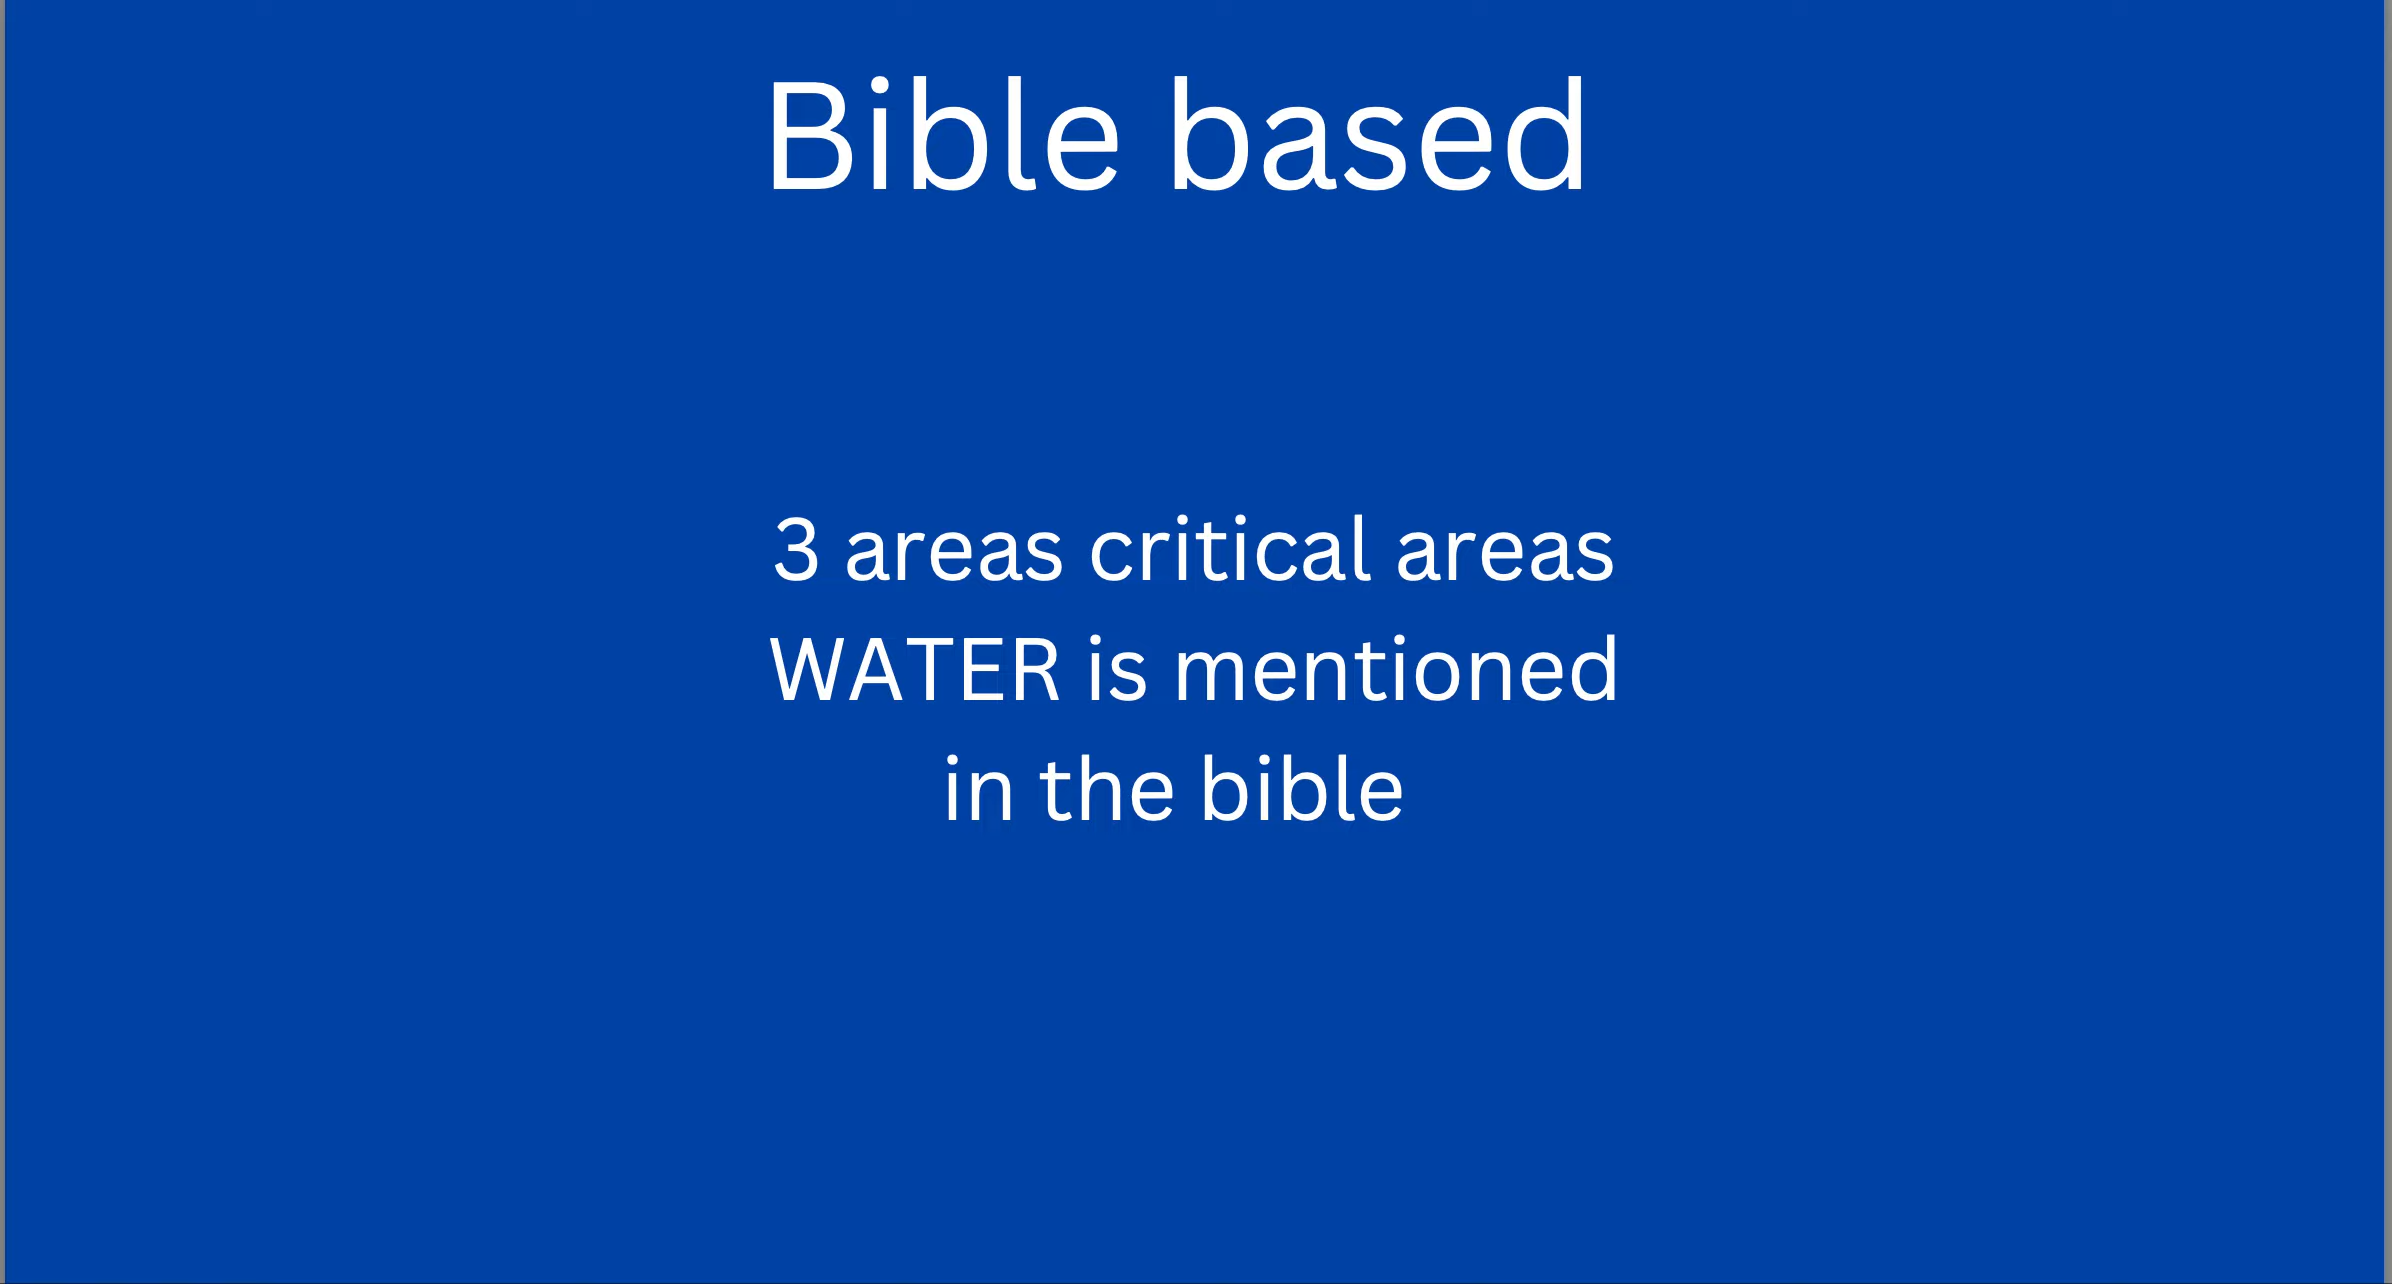 Bible based
3 areas critical areas
WATER is mentioned
in the bible